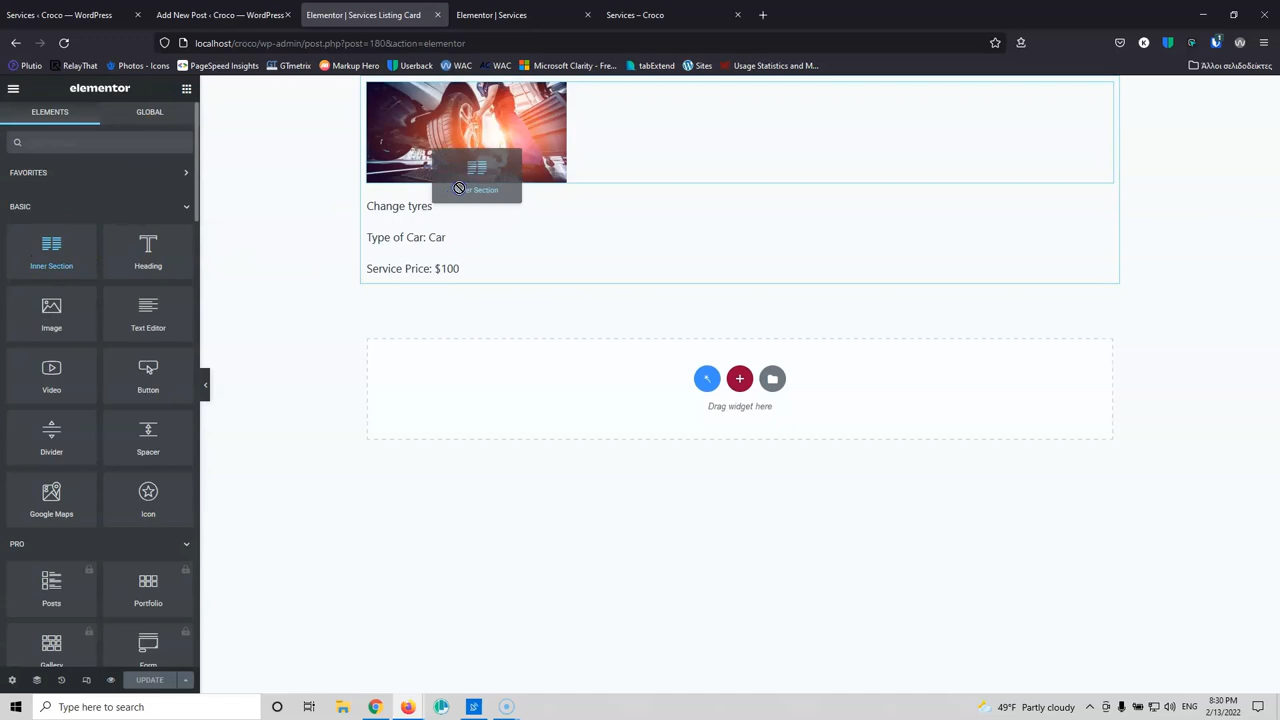 Services ‹ Croco — WordPress
Add New Post ‹ Croco — WordPress
Elementor | Services Listing Card
Elementor | Services
Services – Croco
localhost/croco/wp-admin/post.php?post=180&action=elementor
Plutio
RelayThat
Photos - Icons
PageSpeed Insights
GTmetrix
Markup Hero
Userback
WAC
WAC
Microsoft Clarity - Fre...
tabExtend
Sites
Usage Statistics and M...
Άλλοι σελιδοδείκτες
elementor
ELEMENTS
GLOBAL
FAVORITES
BASIC
Inner Section
Heading
Image
Text Editor
Video
Button
Divider
Spacer
Google Maps
Icon
PRO
Posts
Portfolio
Gallery
Form
UPDATE
Section
Change tyres
Type of Car: Car
Service Price: $100
Drag widget here
Type here to search
49°F Partly cloudy
ENG
8:30 PM
2/13/2022